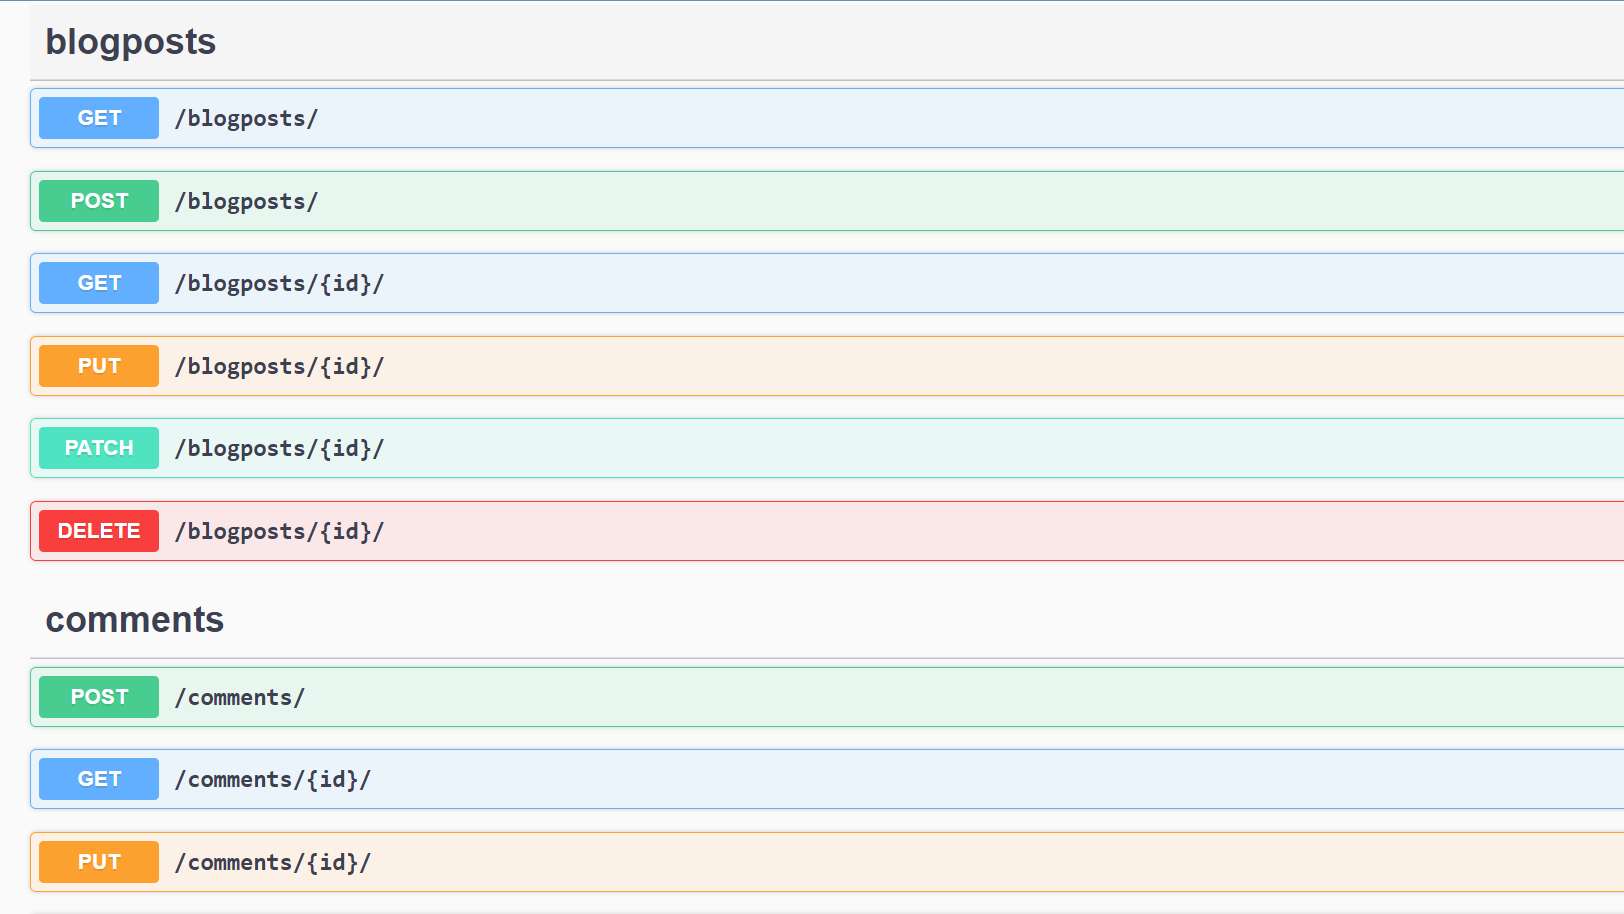 blogposts
GET /blogposts/
POST /blogposts/
GET /blogposts/{id}/
PUT /blogposts/{id}/
PATCH /blogposts/{id}/
DELETE /blogposts/{id}/
comments
POST /comments/
GET /comments/{id}/
PUT /comments/{id}/